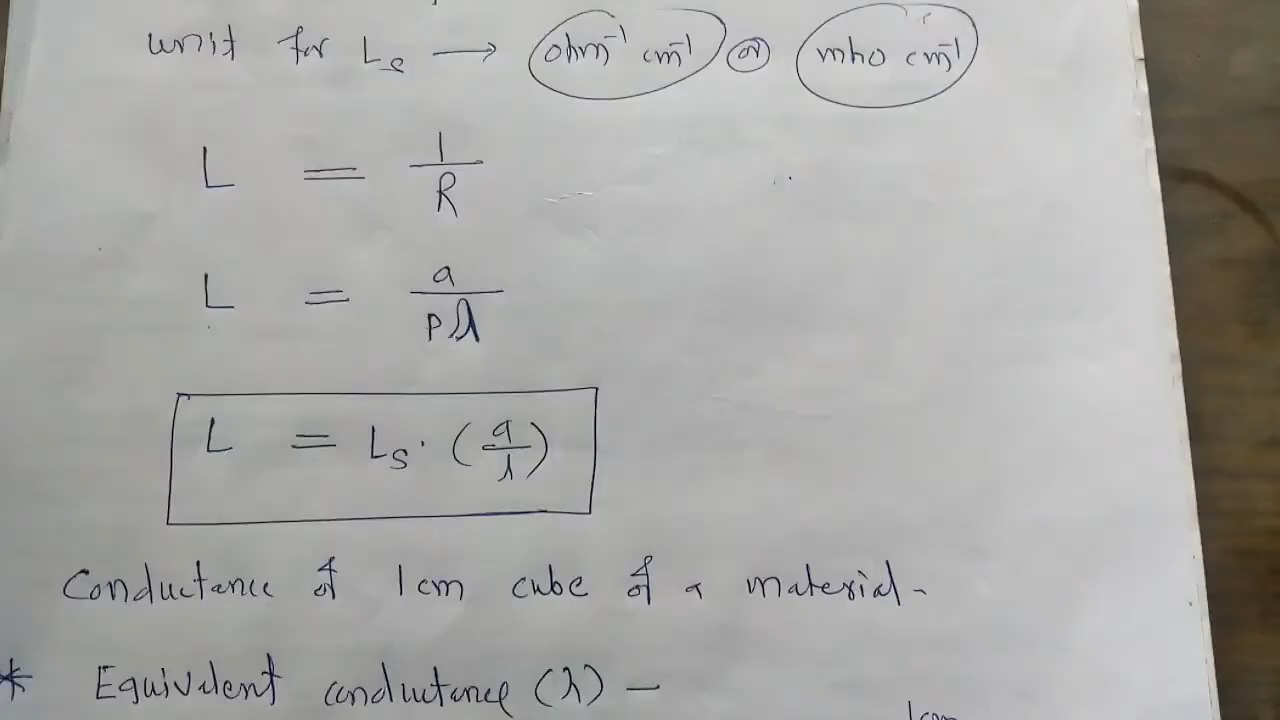 unit for Ls → ohm⁻¹ cm⁻¹ or mho cm⁻¹
L = 1/R
L = a/ρl
L = Ls. (a/l)
Conductance of 1cm cube of a material-
* Equivalent conductance (λ) –
1cm